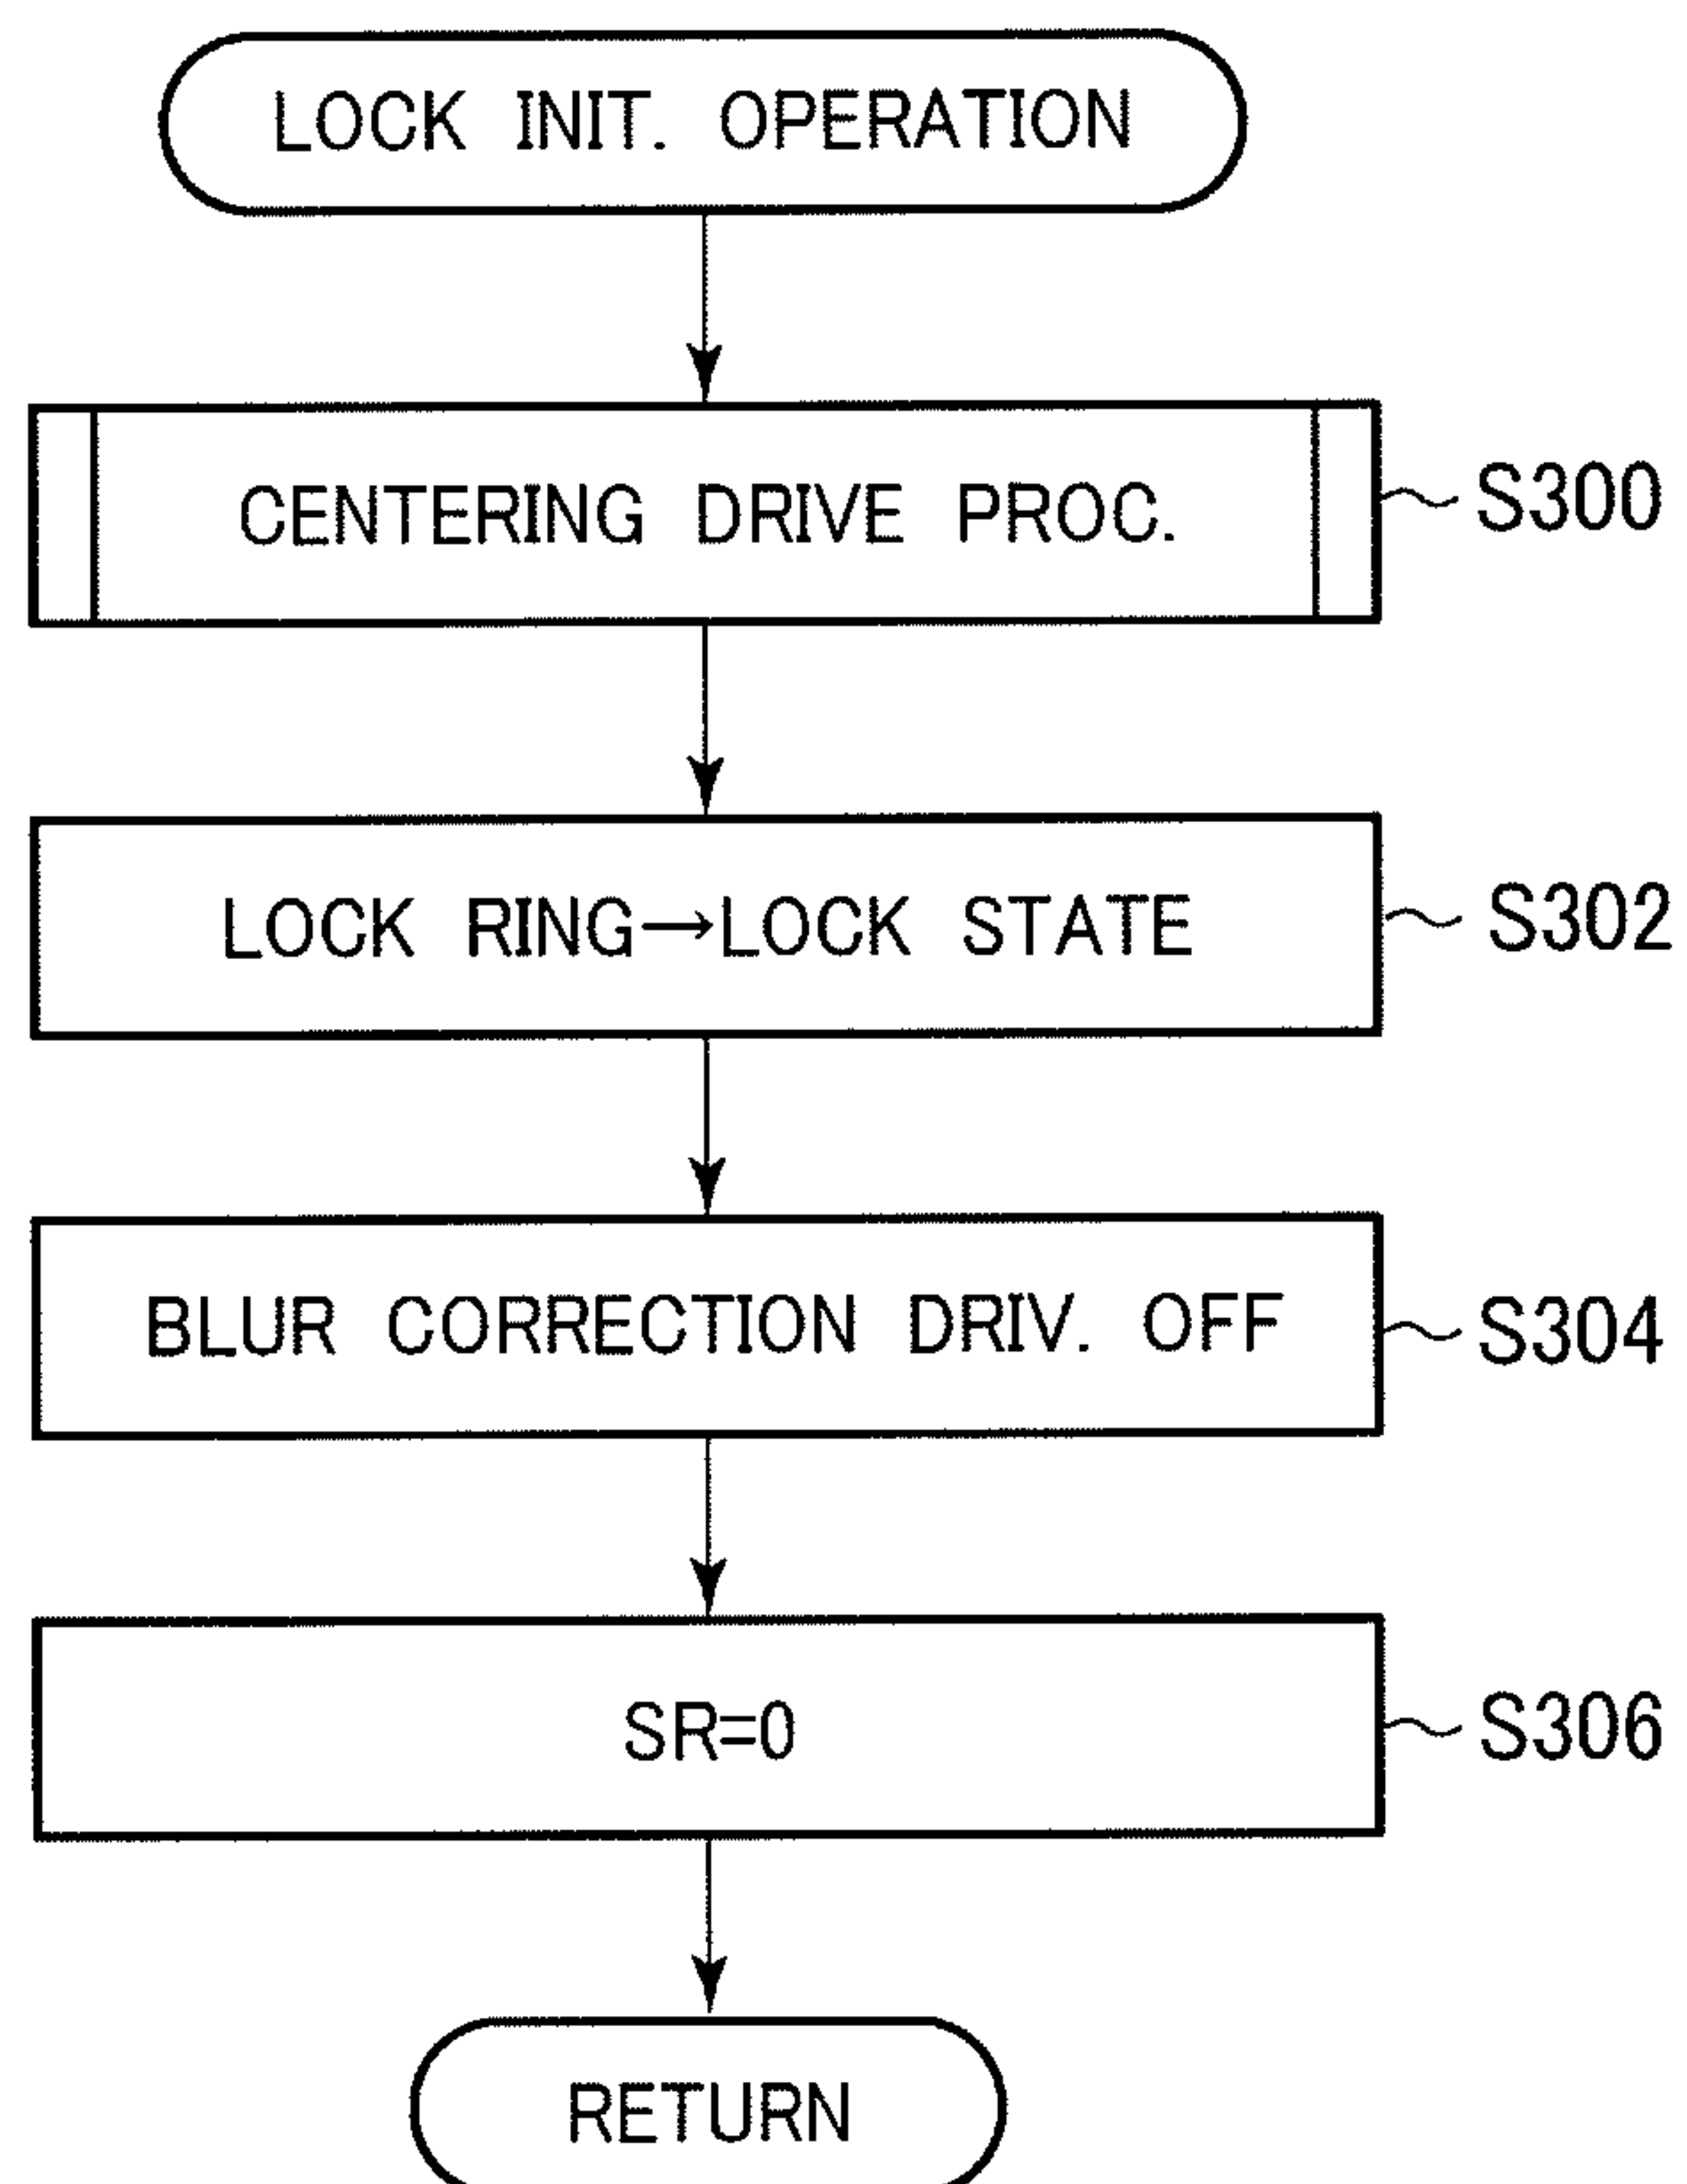 LOCK INIT. OPERATION
CENTERING DRIVE PROC.
S300
LOCK RING→LOCK STATE
S302
BLUR CORRECTION DRIV. OFF
S304
SR=0
S306
RETURN